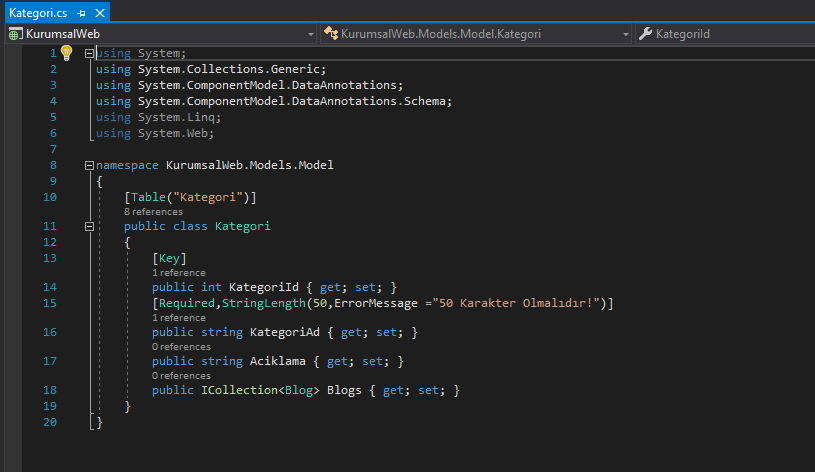 Kategori.cs
KurumsalWeb
KurumsalWeb.Models.Model.Kategori
KategoriId
1 using System;
2 using System.Collections.Generic;
3 using System.ComponentModel.DataAnnotations;
4 using System.ComponentModel.DataAnnotations.Schema;
5 using System.Linq;
6 using System.Web;
7
8 namespace KurumsalWeb.Models.Model
9 {
10 [Table("Kategori")]
8 references
11 public class Kategori
12 {
13 [Key]
1 reference
14 public int KategoriId { get; set; }
15 [Required,StringLength(50,ErrorMessage ="50 Karakter Olmalıdır!")]
1 reference
16 public string KategoriAd { get; set; }
0 references
17 public string Aciklama { get; set; }
0 references
18 public ICollection<Blog> Blogs { get; set; }
19 }
20 }